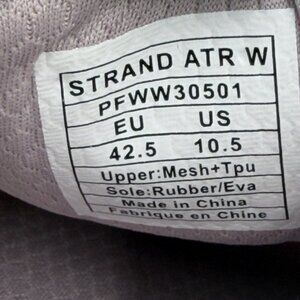 STRAND ATR W
PFWW30501
EU US
42.5 10.5
Upper:Mesh+Tpu
Sole:Rubber/Eva
Made in China
Fabrique en Chine